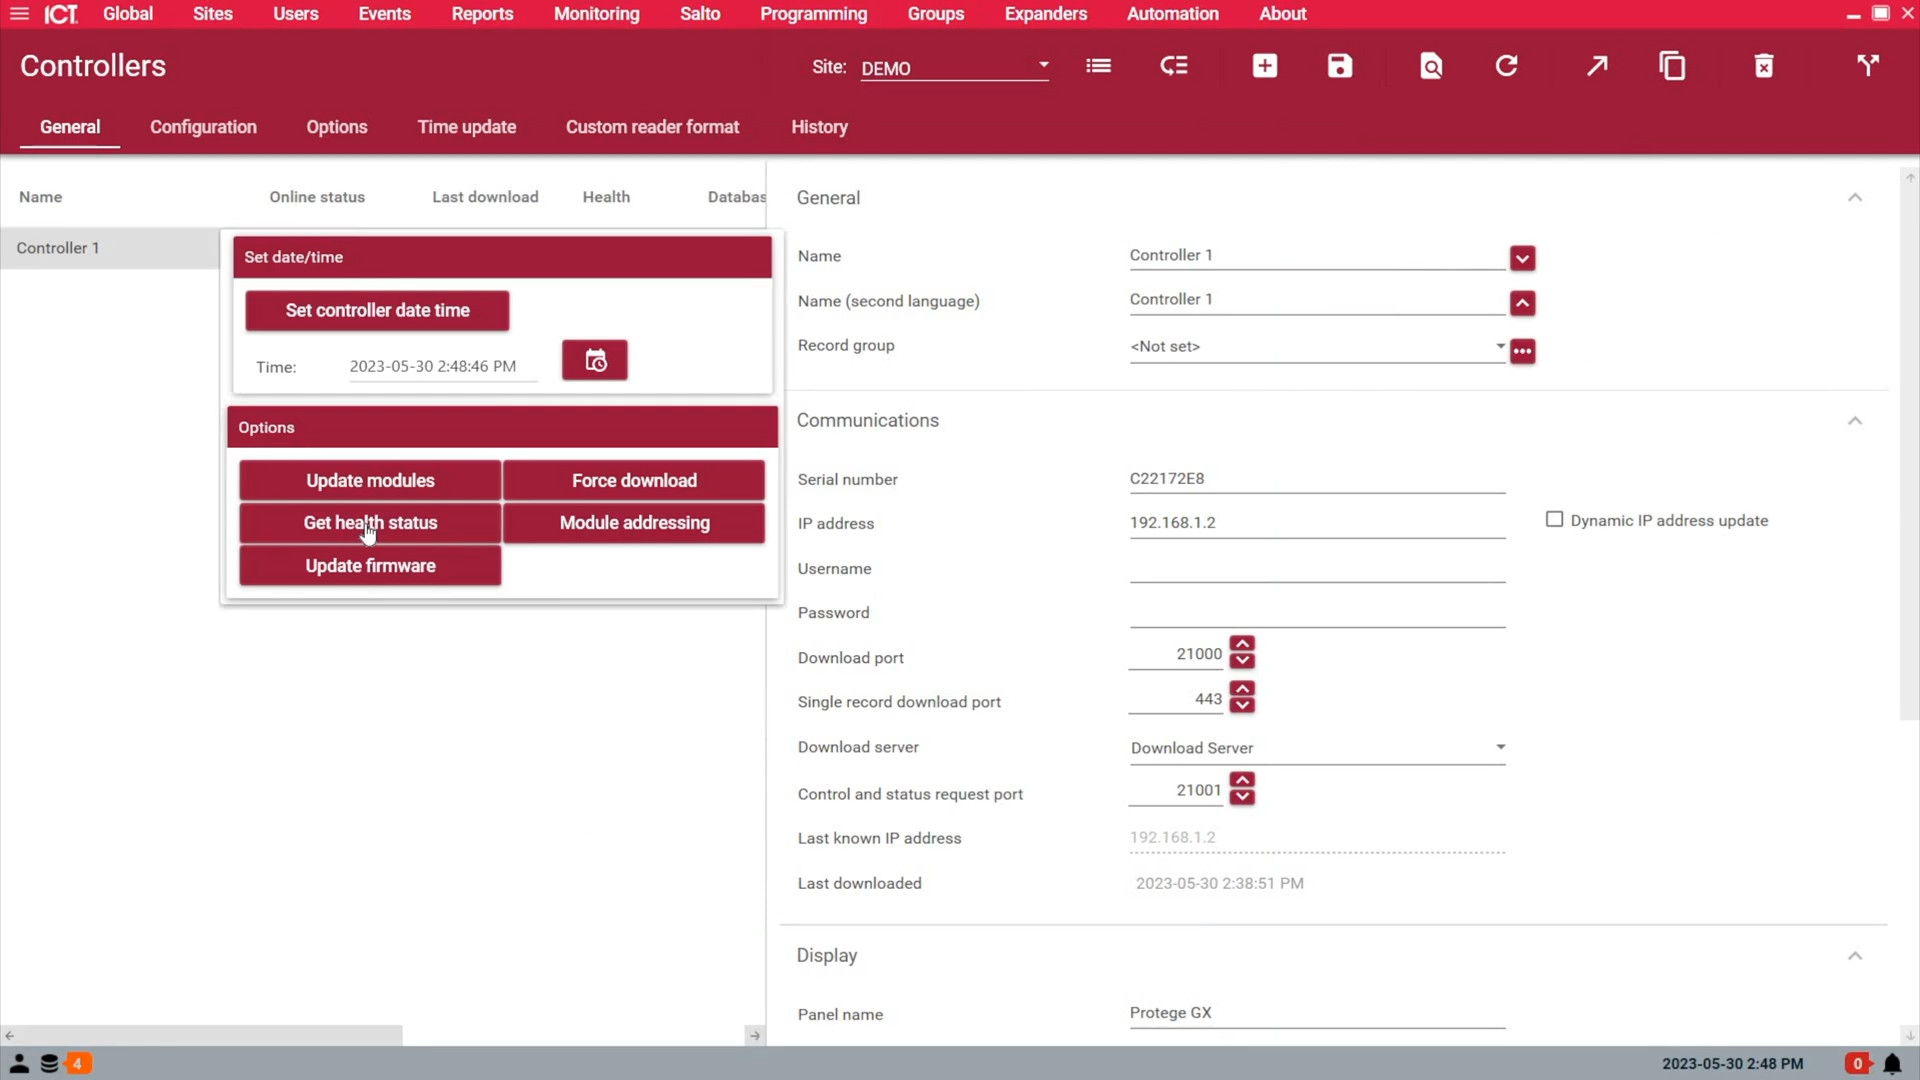 ICT Global Sites Users Events Reports Monitoring Salto Programming Groups Expanders Automation About
Controllers
Site: DEMO
General Configuration Options Time update Custom reader format History
Name Online status Last download Health Databas
Controller 1
Set date/time
Set controller date time
Time: 2023-05-30 2:48:46 PM
Options
Update modules Force download
Get health status Module addressing
Update firmware
General
Name Controller 1
Name (second language) Controller 1
Record group <Not set>
Communications
Serial number C22172E8
IP address 192.168.1.2 Dynamic IP address update
Username
Password
Download port 21000
Single record download port 443
Download server Download Server
Control and status request port 21001
Last known IP address 192.168.1.2
Last downloaded 2023-05-30 2:38:51 PM
Display
Panel name Protege GX
4 2023-05-30 2:48 PM 0